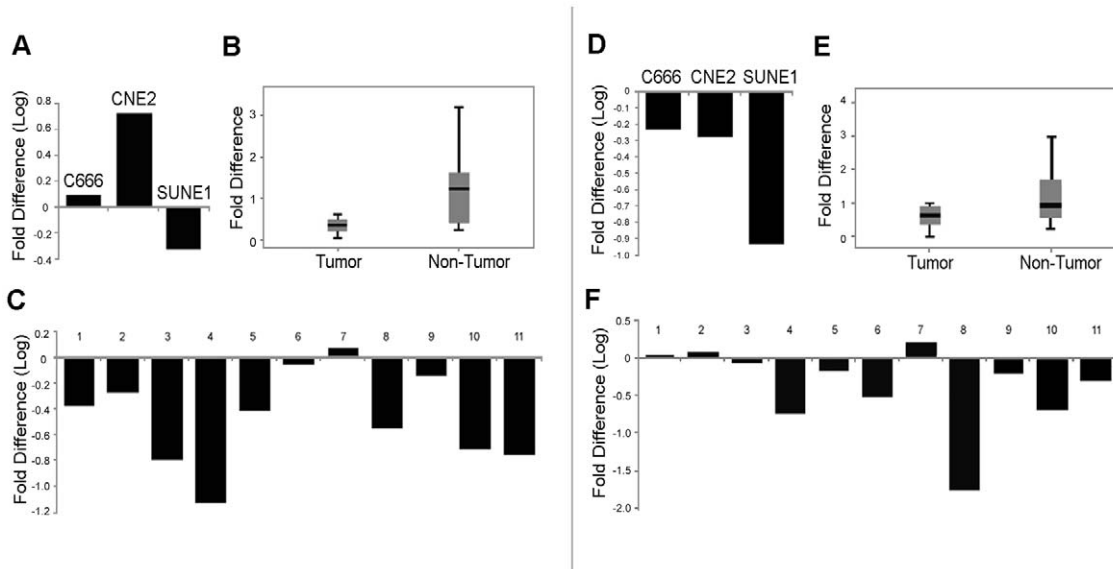 A
B
D
E
C666
CNE2
SUNE1
Fold Difference (Log)
0.8
0.6
0.4
0.2
0
-0.2
-0.4
Fold Difference
3
2
1
0
Tumor
Non-Tumor
C666 CNE2 SUNE1
Fold Difference (Log)
0
-0.1
-0.2
-0.3
-0.4
-0.5
-0.6
-0.7
-0.8
-0.9
-1.0
Fold Difference
4
3
2
1
0
Tumor
Non-Tumor
C
Fold Difference (Log)
1 2 3 4 5 6 7 8 9 10 11
0.2
0
-0.2
-0.4
-0.6
-0.8
-1.0
-1.2
F
Fold Difference (Log)
1 2 3 4 5 6 7 8 9 10 11
0.5
0
-0.5
-1.0
-1.5
-2.0